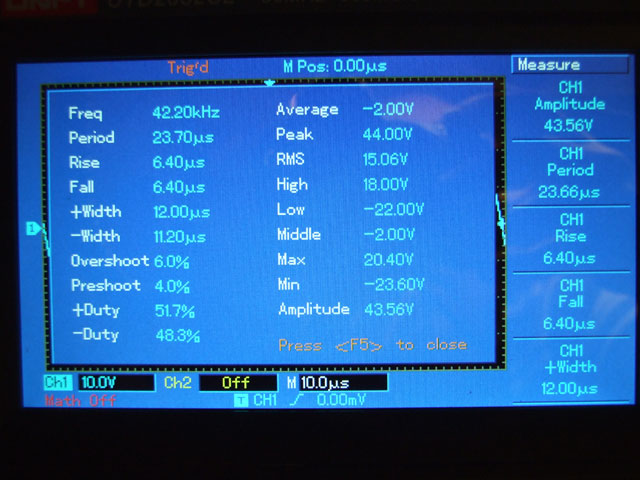 Trig'd M Pos: 0.00µs Measure
Freq 42.20kHz Average -2.00V
Period 23.70µs Peak 44.00V
Rise 6.40µs RMS 15.06V
Fall 6.40µs High 18.00V
+Width 12.00µs Low -22.00V
-Width 11.20µs Middle -2.00V
Overshoot 6.0% Max 20.40V
Preshoot 4.0% Min -23.60V
+Duty 51.7% Amplitude 43.56V
-Duty 48.3%
Press <F5> to close
CH1
Amplitude
43.56V
CH1
Period
23.66µs
CH1
Rise
6.40µs
CH1
Fall
6.40µs
CH1
+Width
12.00µs
1
Ch1 10.0V Ch2 Off M 10.0µs
Math Off T CH1 0.00mV